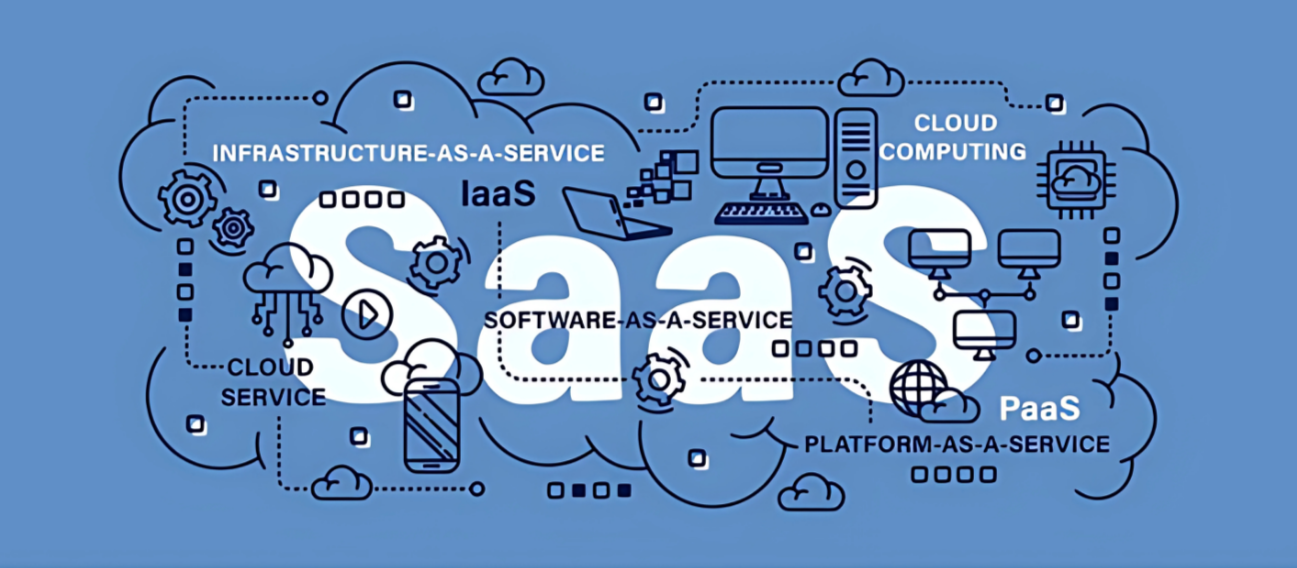 INFRASTRUCTURE-AS-A-SERVICE
IaaS
CLOUD
COMPUTING
SaaS
SOFTWARE-AS-A-SERVICE
CLOUD
SERVICE
PaaS
PLATFORM-AS-A-SERVICE